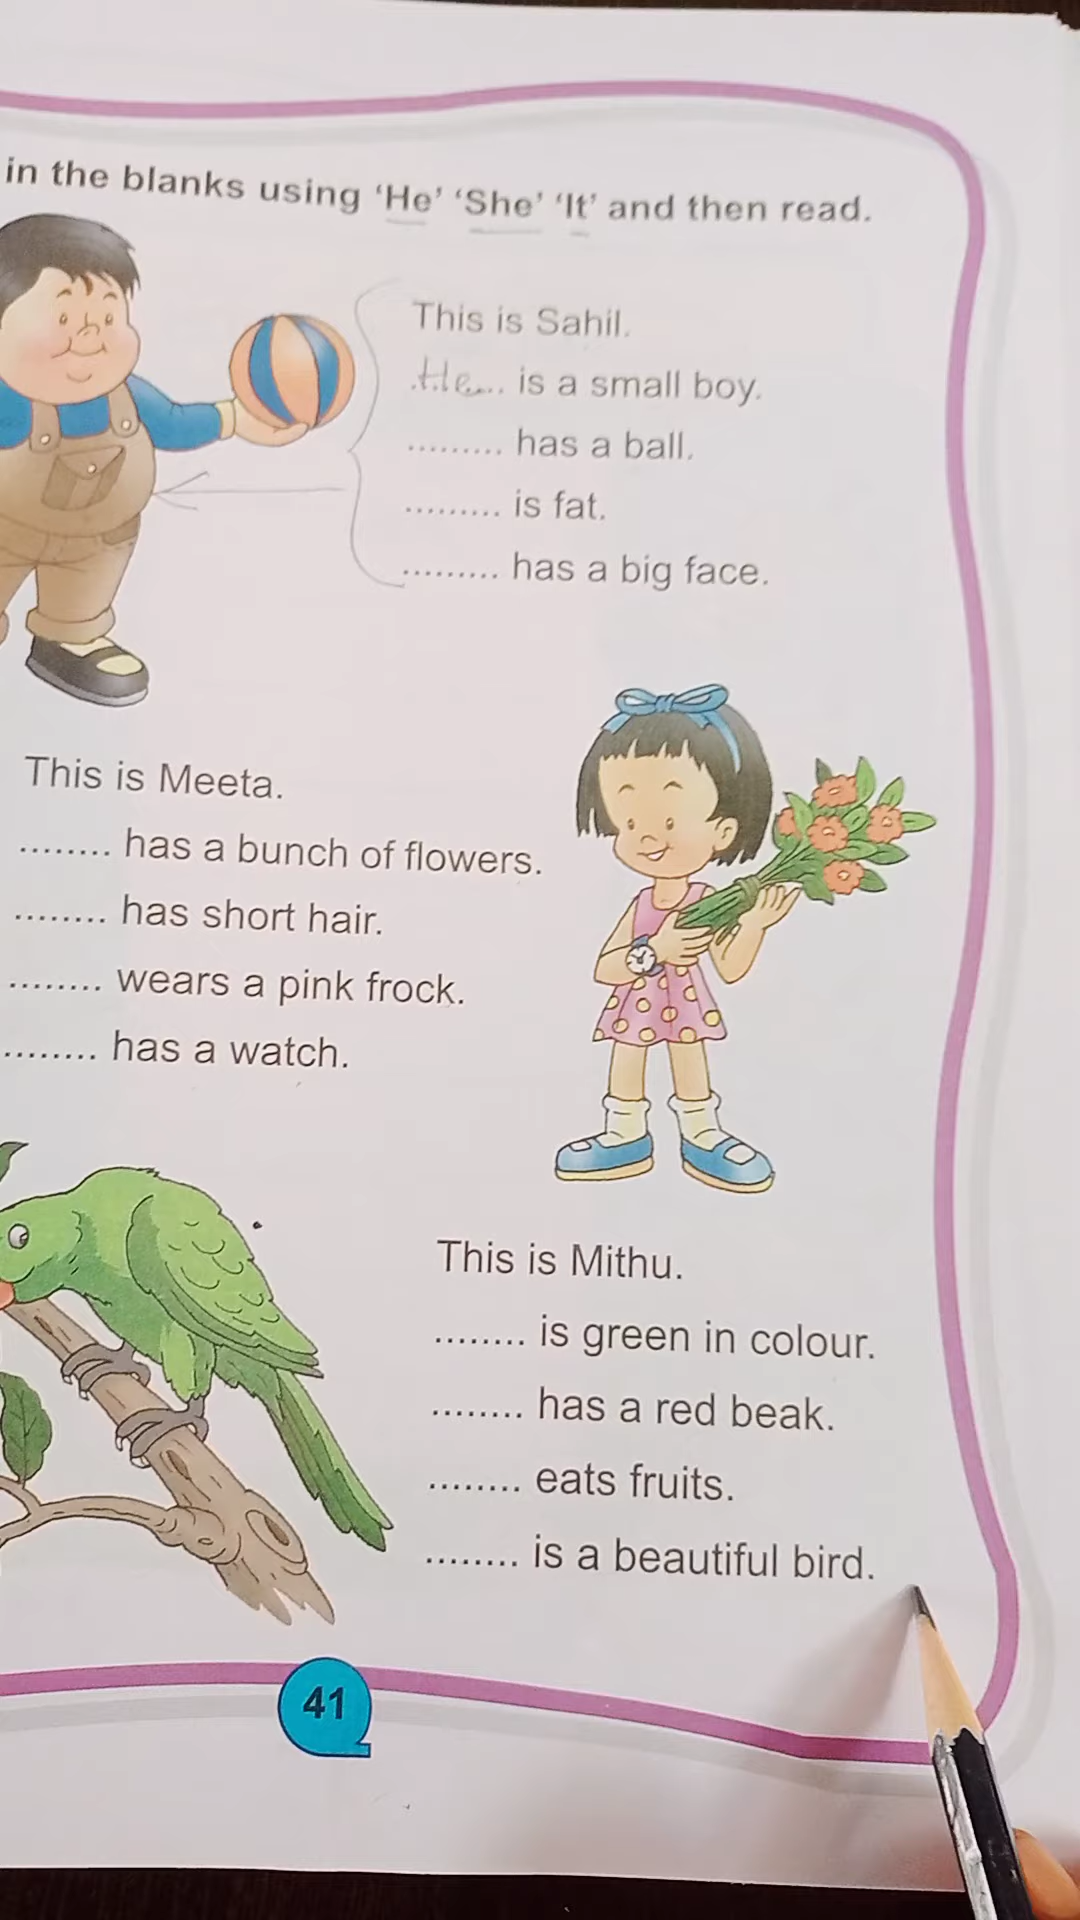 in the blanks using 'He' 'She' 'It' and then read.
This is Sahil.
.He... is a small boy.
......... has a ball.
......... is fat.
......... has a big face.
This is Meeta.
........ has a bunch of flowers.
........ has short hair.
........ wears a pink frock.
........ has a watch.
This is Mithu.
........ is green in colour.
........ has a red beak.
........ eats fruits.
........ is a beautiful bird.
41